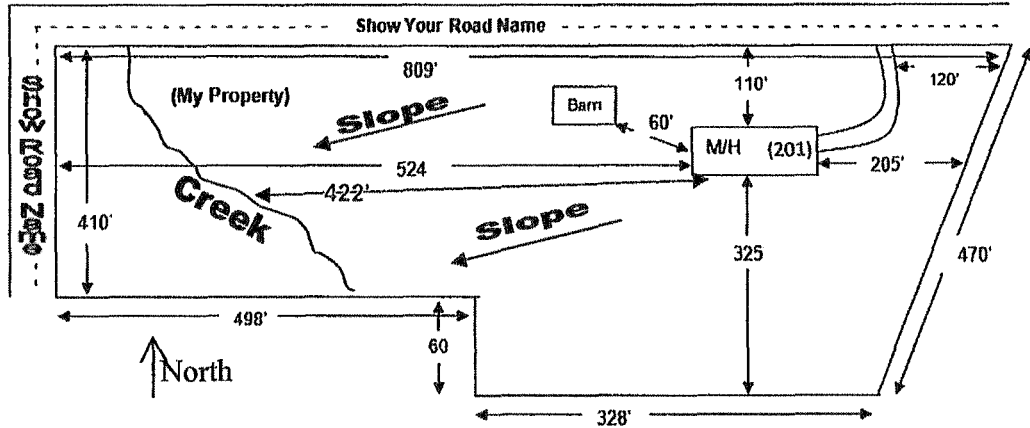 Show Your Road Name
809'
110'
120'
(My Property)
Slope
Barn
60'
M/H (201)
Show Road Name
524
205'
422'
Creek
410'
Slope
325
470'
498'
60
North
328'